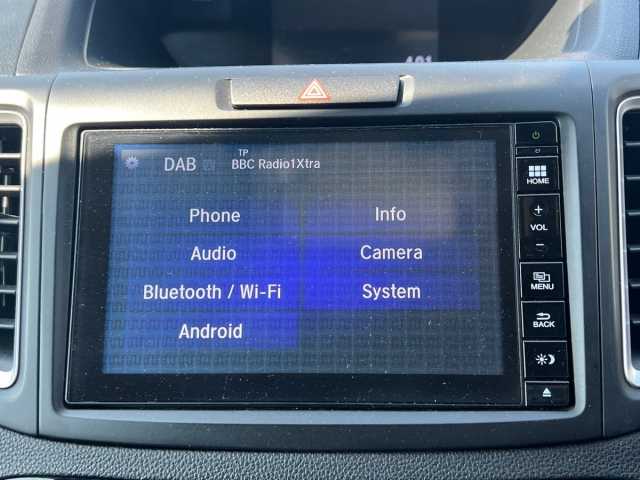 TP
DAB BBC Radio1Xtra
Phone Info
Audio Camera
Bluetooth / Wi-Fi System
Android
HOME
+
VOL
-
MENU
BACK